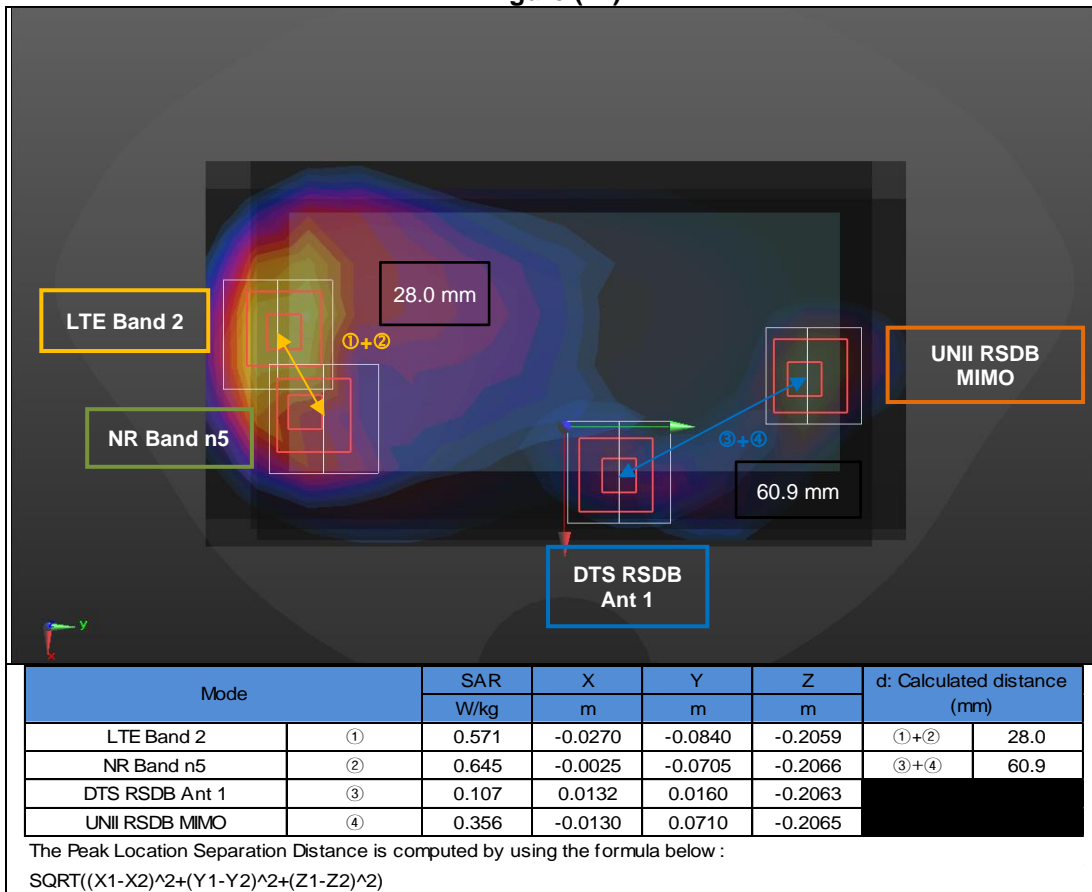 28.0 mm
LTE Band 2
①+②
UNII RSDB
MIMO
NR Band n5
③+④
60.9 mm
DTS RSDB
Ant 1
y
x
Mode SAR X Y Z d: Calculated distance
W/kg m m m (mm)
LTE Band 2 ① 0.571 -0.0270 -0.0840 -0.2059 ①+② 28.0
NR Band n5 ② 0.645 -0.0025 -0.0705 -0.2066 ③+④ 60.9
DTS RSDB Ant 1 ③ 0.107 0.0132 0.0160 -0.2063
UNII RSDB MIMO ④ 0.356 -0.0130 0.0710 -0.2065
The Peak Location Separation Distance is computed by using the formula below :
SQRT((X1-X2)^2+(Y1-Y2)^2+(Z1-Z2)^2)